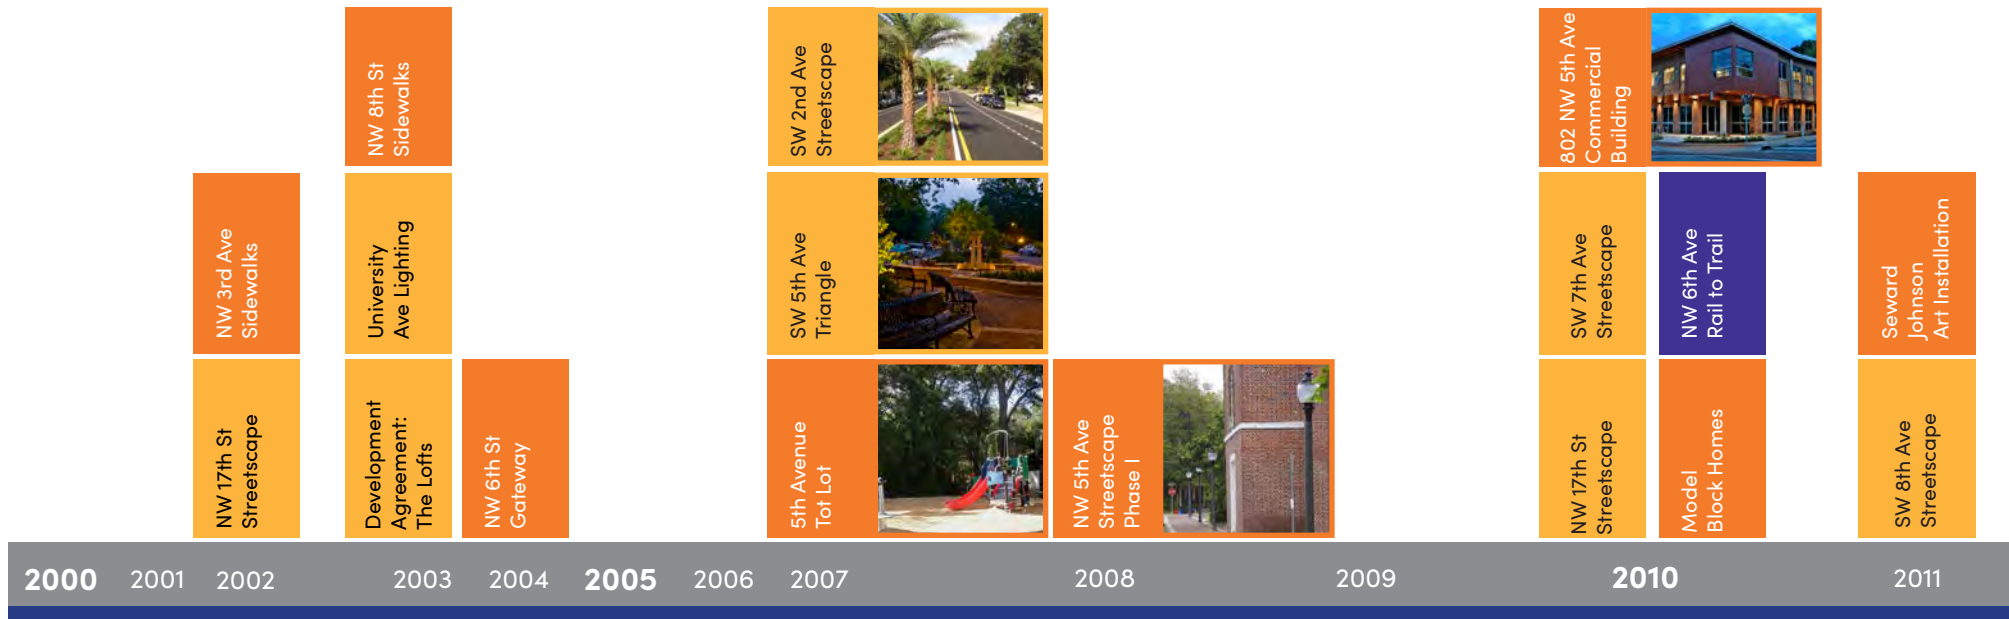 NW 8th St
Sidewalks
SW 2nd Ave
Streetscape
802 NW 5th Ave
Commercial
Building
NW 3rd Ave
Sidewalks
University
Ave Lighting
SW 5th Ave
Triangle
SW 7th Ave
Streetscape
NW 6th Ave
Rail to Trail
Seward
Johnson
Art Installation
NW 17th St
Streetscape
Development
Agreement:
The Lofts
NW 6th St
Gateway
5th Avenue
Tot Lot
NW 5th Ave
Streetscape
Phase I
NW 17th St
Streetscape
Model
Block Homes
SW 8th Ave
Streetscape
2000 2001 2002 2003 2004 2005 2006 2007 2008 2009 2010 2011